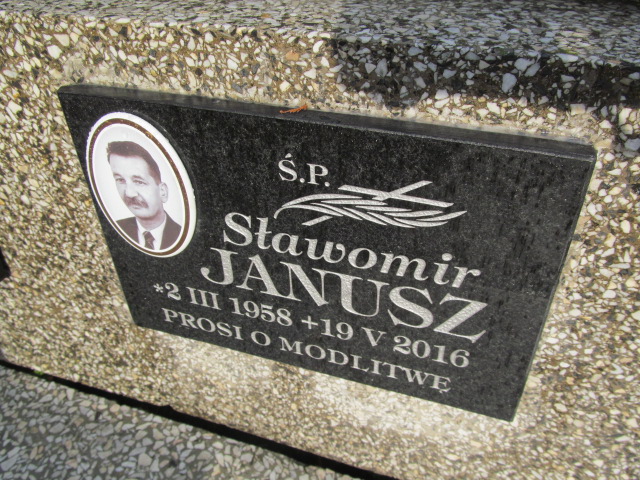 Ś.P.
Sławomir
JANUSZ
*2 III 1958 +19 V 2016
PROSI O MODLITWĘ